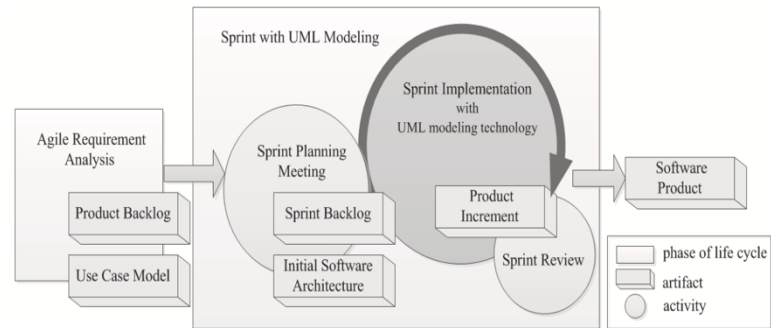 Sprint with UML Modeling
Agile Requirement
Analysis
Product Backlog
Use Case Model
Sprint Planning
Meeting
Sprint Backlog
Initial Software
Architecture
Sprint Implementation
with
UML modeling technology
Product
Increment
Sprint Review
Software
Product
phase of life cycle
artifact
activity